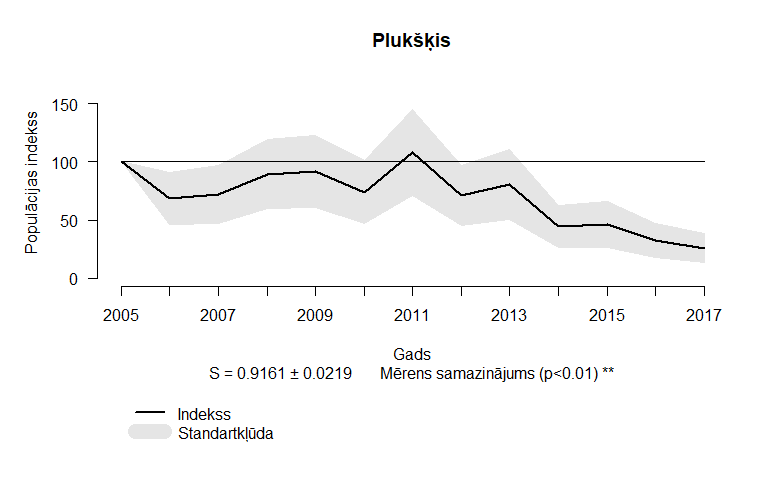 Plukšķis
Populācijas indekss
150
100
50
0
2005 2007 2009 2011 2013 2015 2017
Gads
S = 0.9161 ± 0.0219 Mērens samazinājums (p<0.01) **
Indekss
Standartkļūda